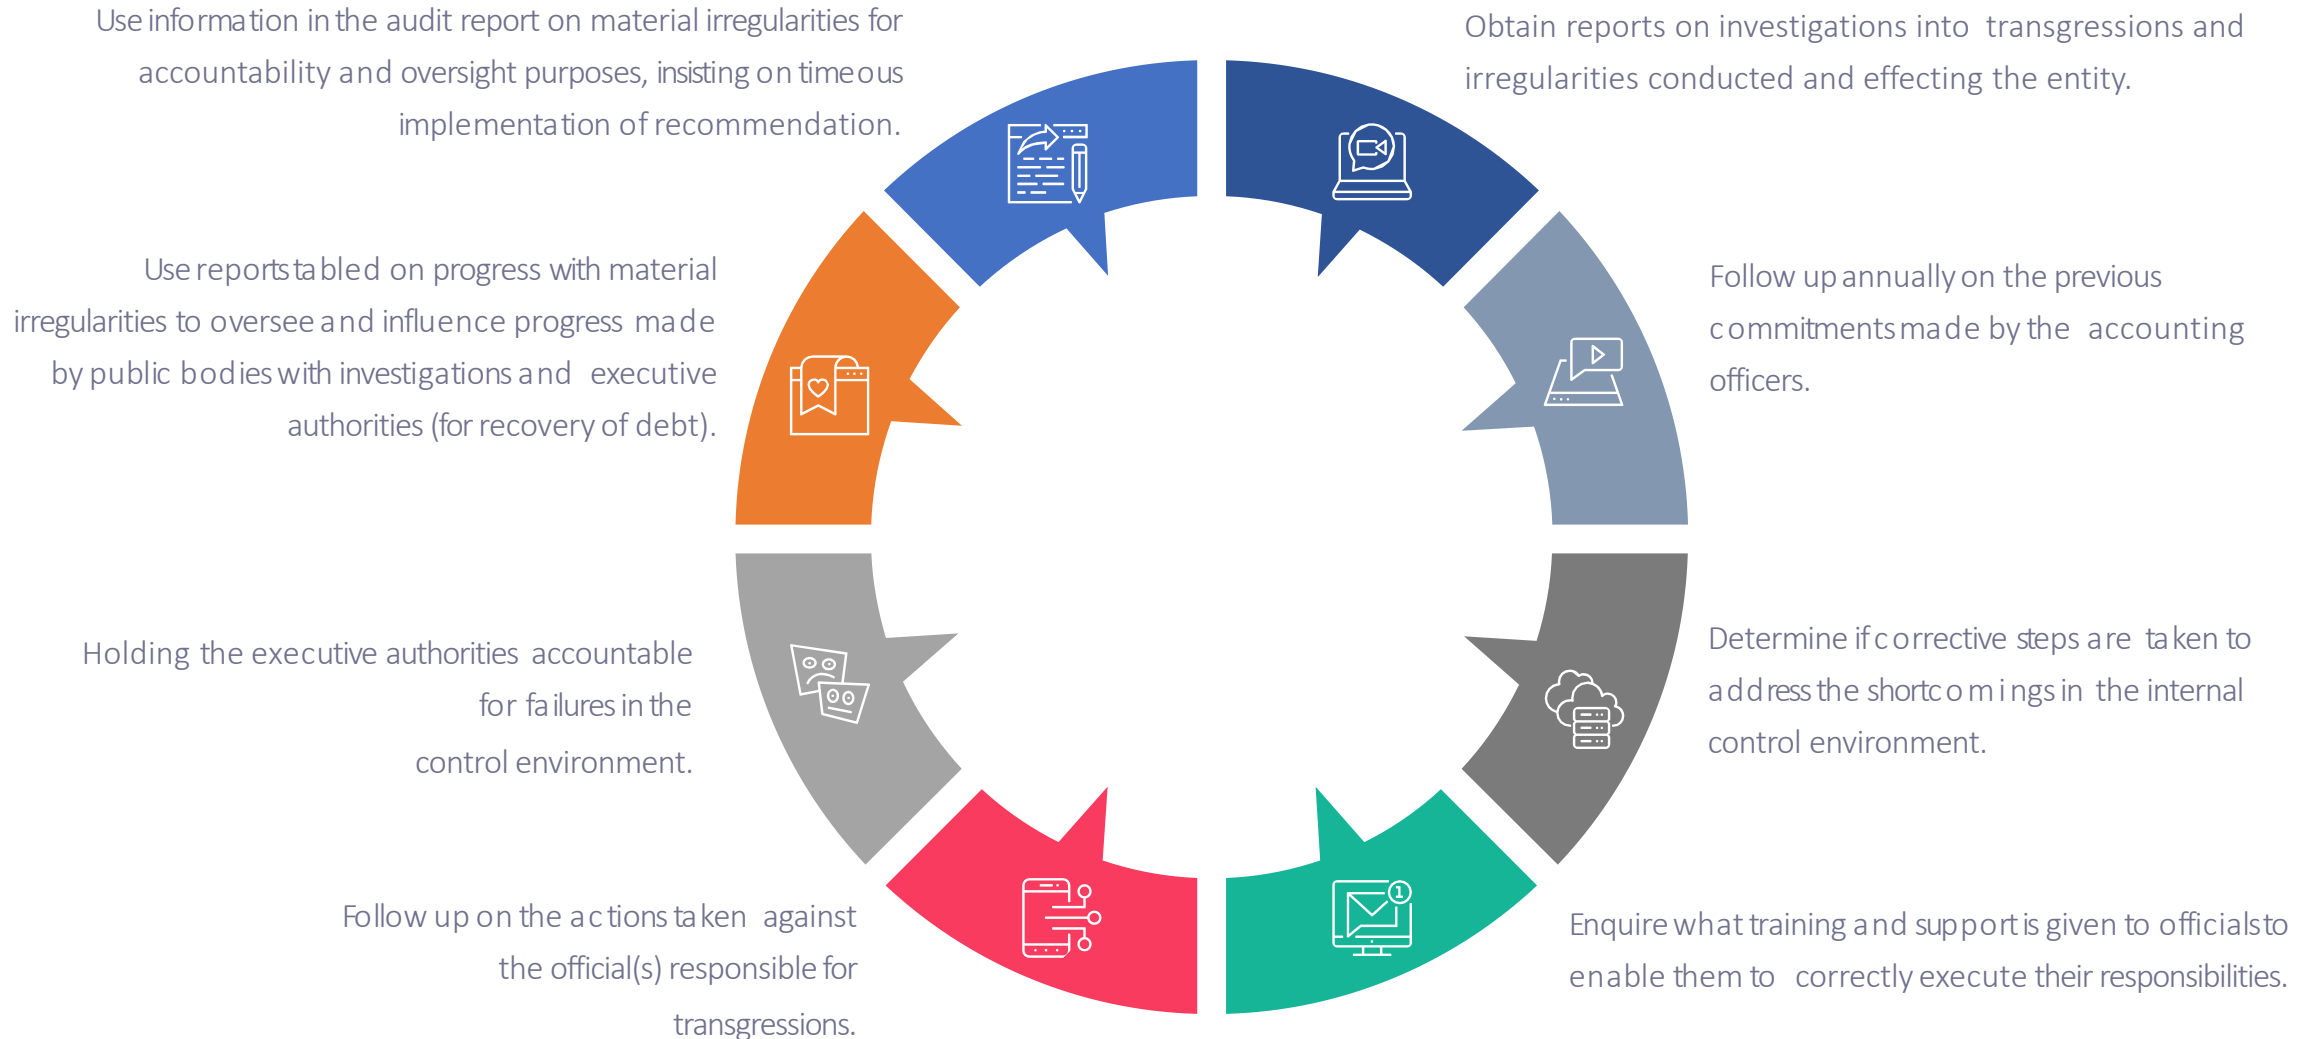 Use information in the audit report on material irregularities for
accountability and oversight purposes, insisting on timeous
implementation of recommendation.
Obtain reports on investigations into transgressions and
irregularities conducted and effecting the entity.
Use reports tabled on progress with material
irregularities to oversee and influence progress made
by public bodies with investigations and executive
authorities (for recovery of debt).
Follow up annually on the previous
commitments made by the accounting
officers.
Holding the executive authorities accountable
for failures in the
control environment.
Determine if corrective steps are taken to
address the shortcomings in the internal
control environment.
Follow up on the actions taken against
the official(s) responsible for
transgressions.
1
Enquire what training and support is given to officials to
enable them to correctly execute their responsibilities.